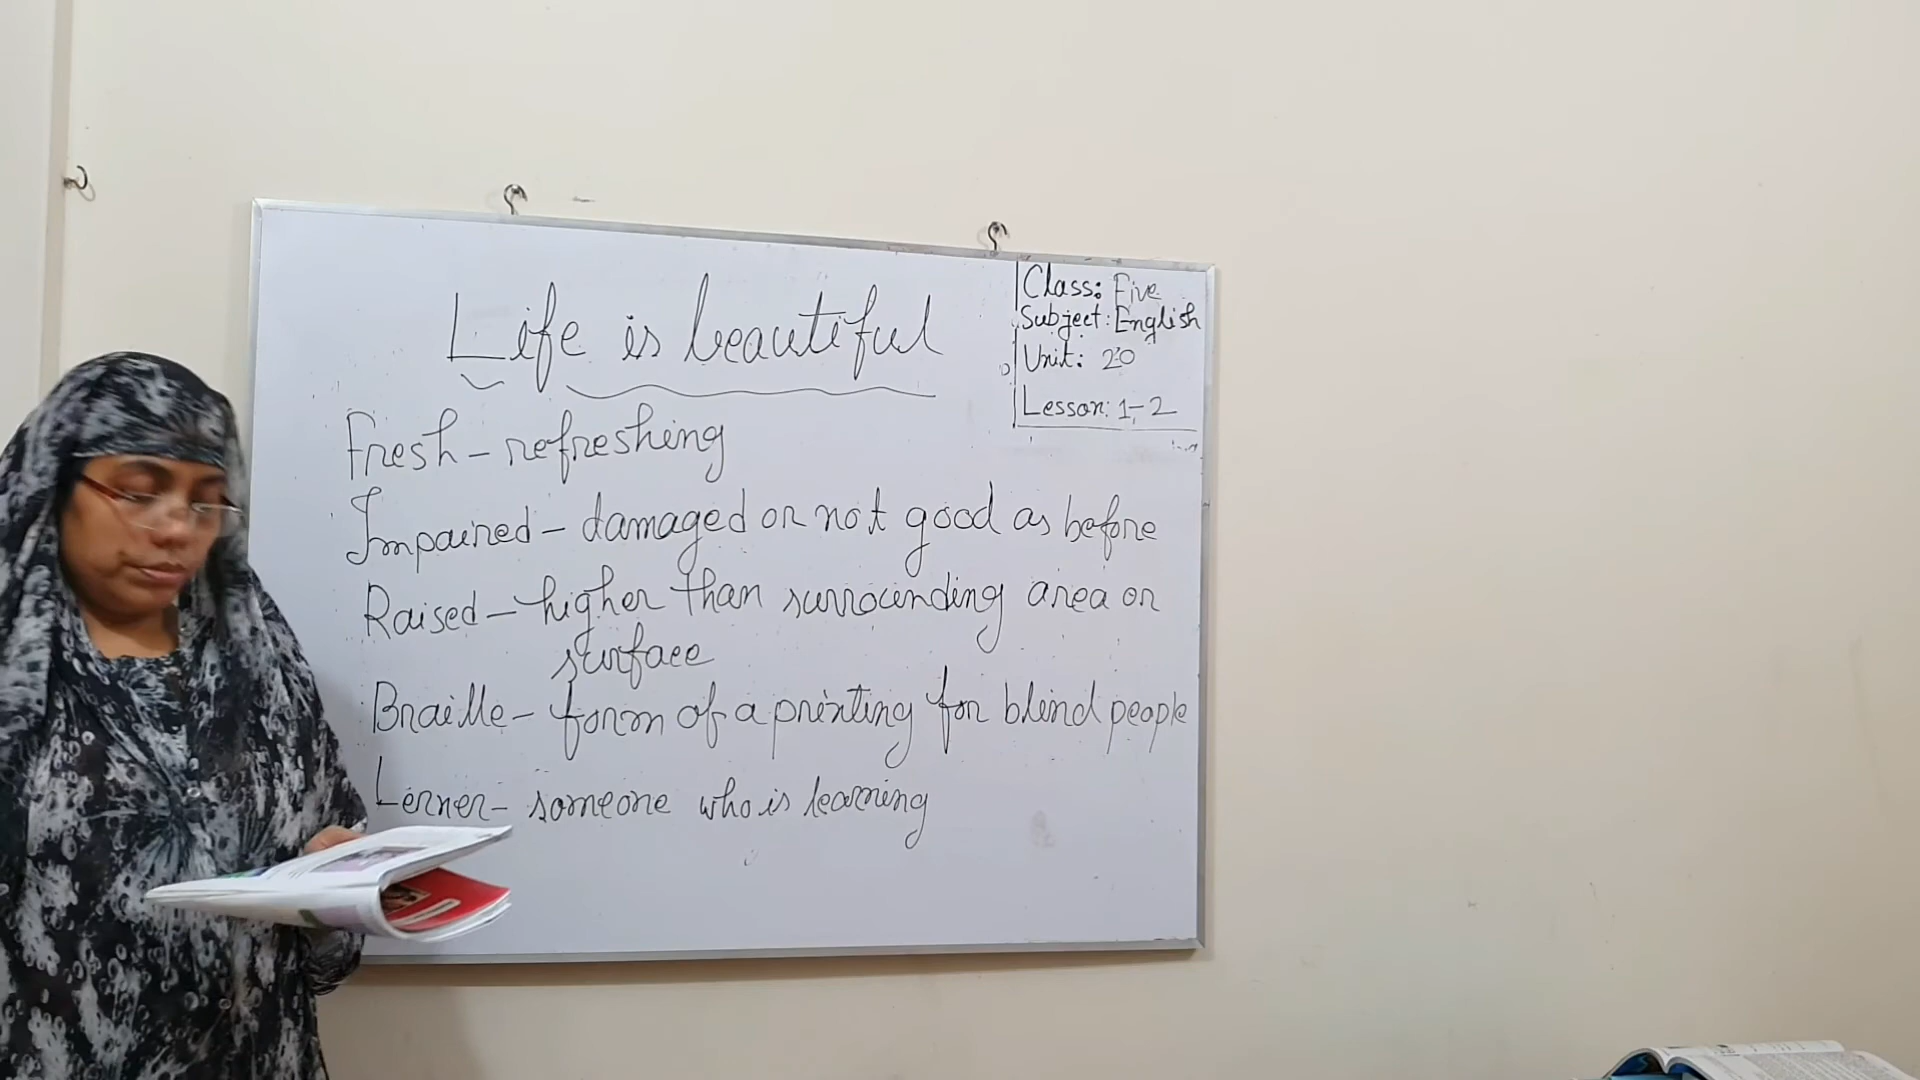 Life is beautiful
Class: Five
Subject: English
Unit: 20
Lesson: 1-2
Fresh - refreshing
Impaired - damaged or not good as before
Raised - higher than surrounding area or
surface
Braille - form of a printing for blind people
Lerner - someone who is learning